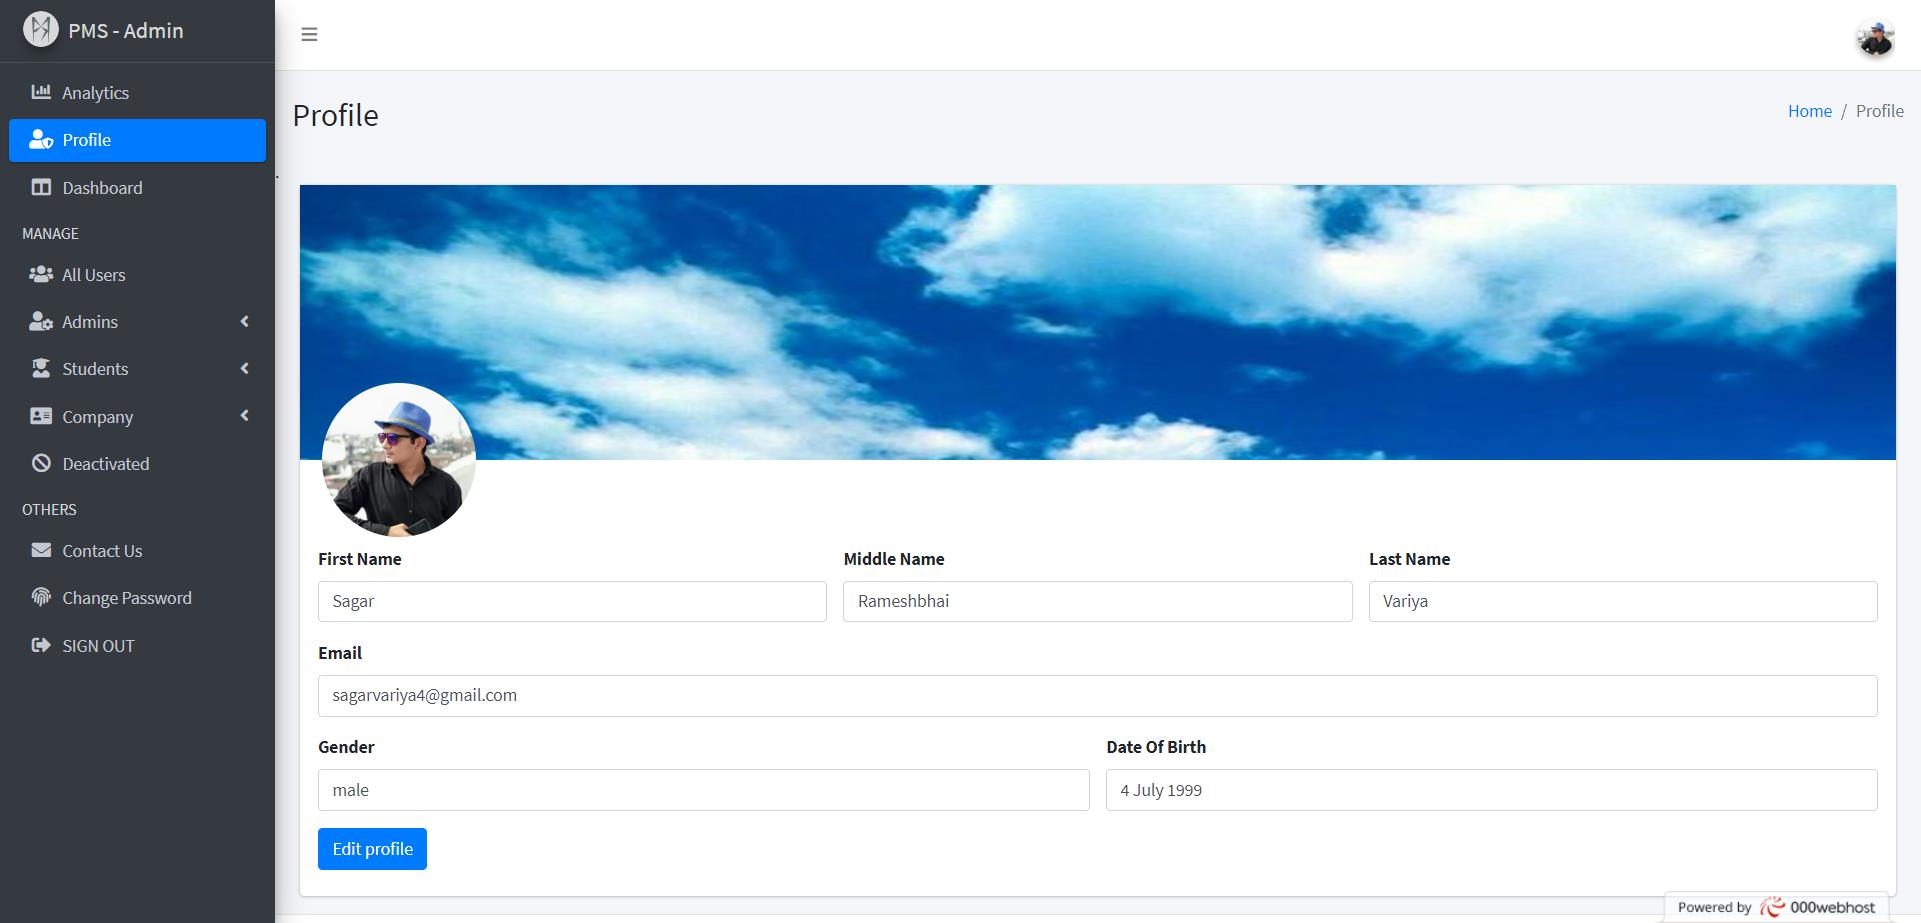 PMS - Admin
Analytics
Profile
Dashboard
MANAGE
All Users
Admins
Students
Company
Deactivated
OTHERS
Contact Us
Change Password
SIGN OUT
Profile
Home / Profile
.
First Name
Middle Name
Last Name
Sagar
Rameshbhai
Variya
Email
sagarvariya4@gmail.com
Gender
Date Of Birth
male
4 July 1999
Edit profile
Powered by 000webhost